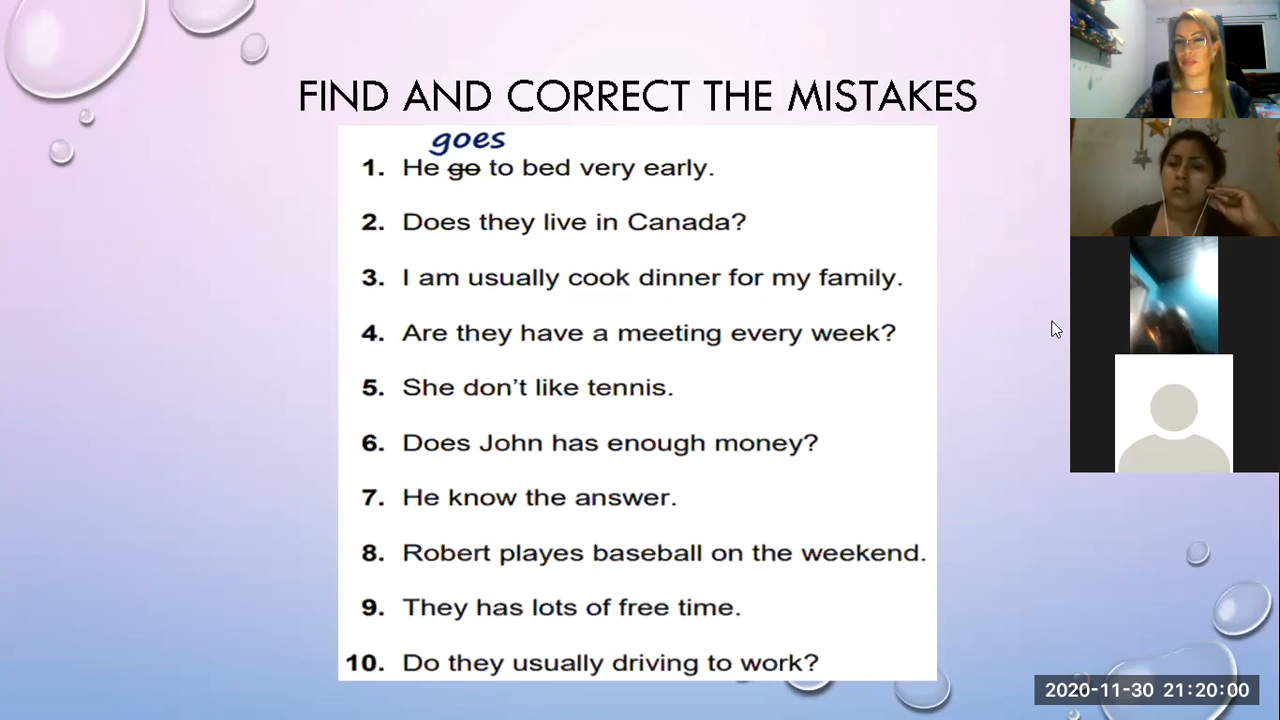 FIND AND CORRECT THE MISTAKES
goes
1. He go to bed very early.
2. Does they live in Canada?
3. I am usually cook dinner for my family.
4. Are they have a meeting every week?
5. She don't like tennis.
6. Does John has enough money?
7. He know the answer.
8. Robert playes baseball on the weekend.
9. They has lots of free time.
10. Do they usually driving to work?
2020-11-30 21:20:00